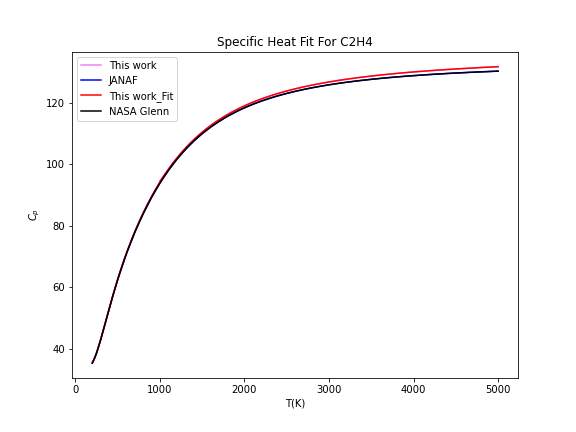 Specific Heat Fit For C2H4
This work
JANAF
This work_Fit
NASA Glenn
120
100
80
60
40
C_p
0 1000 2000 3000 4000 5000
T(K)